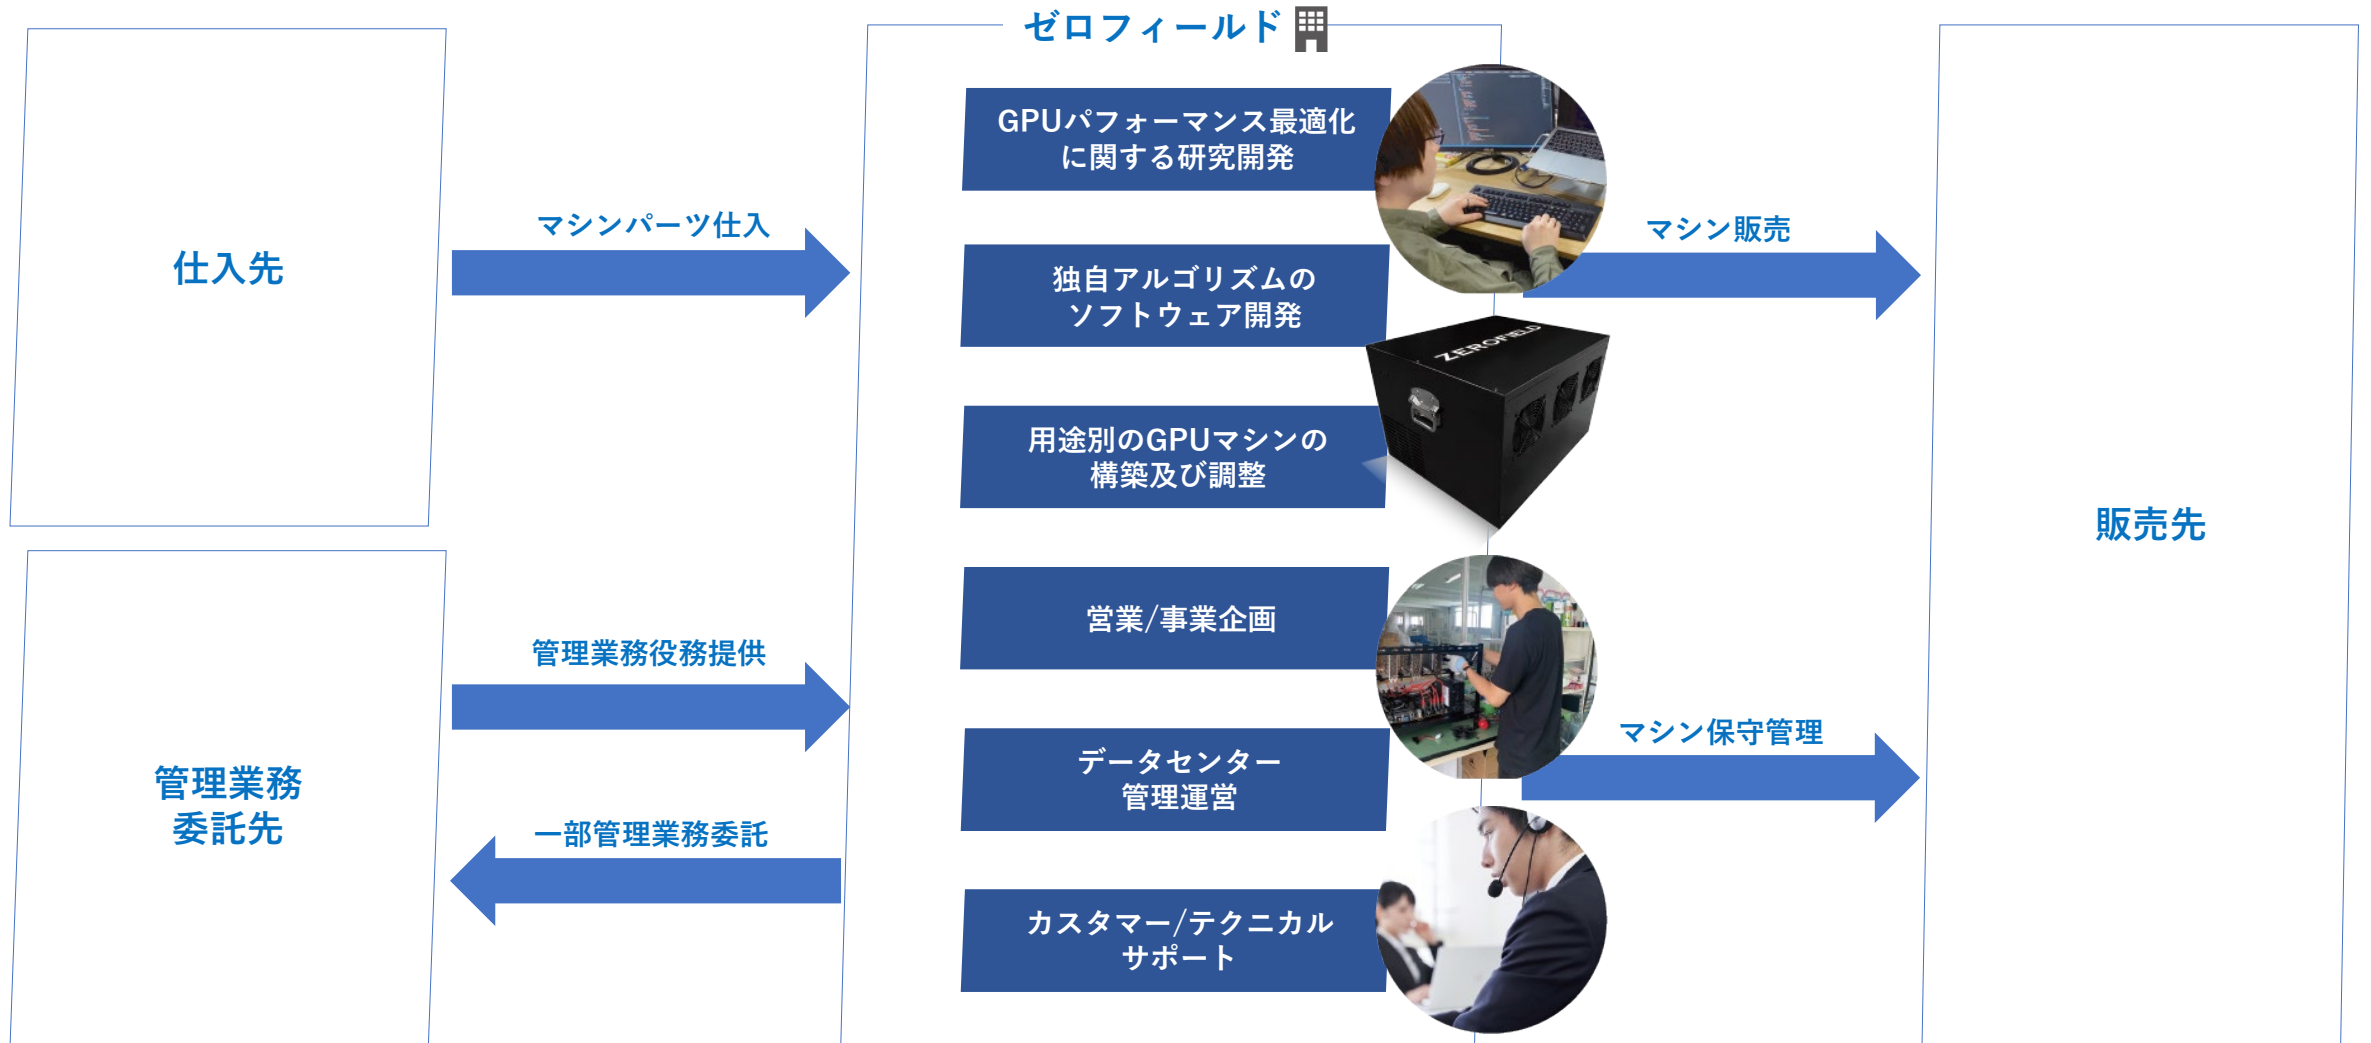 ゼロフィールド
仕入先
マシンパーツ仕入
管理業務
委託先
管理業務役務提供
一部管理業務委託
GPUパフォーマンス最適化
に関する研究開発
独自アルゴリズムの
ソフトウェア開発
用途別のGPUマシンの
構築及び調整
営業/事業企画
データセンター
管理運営
カスタマー/テクニカル
サポート
ZEROFIELD
マシン販売
マシン保守管理
販売先